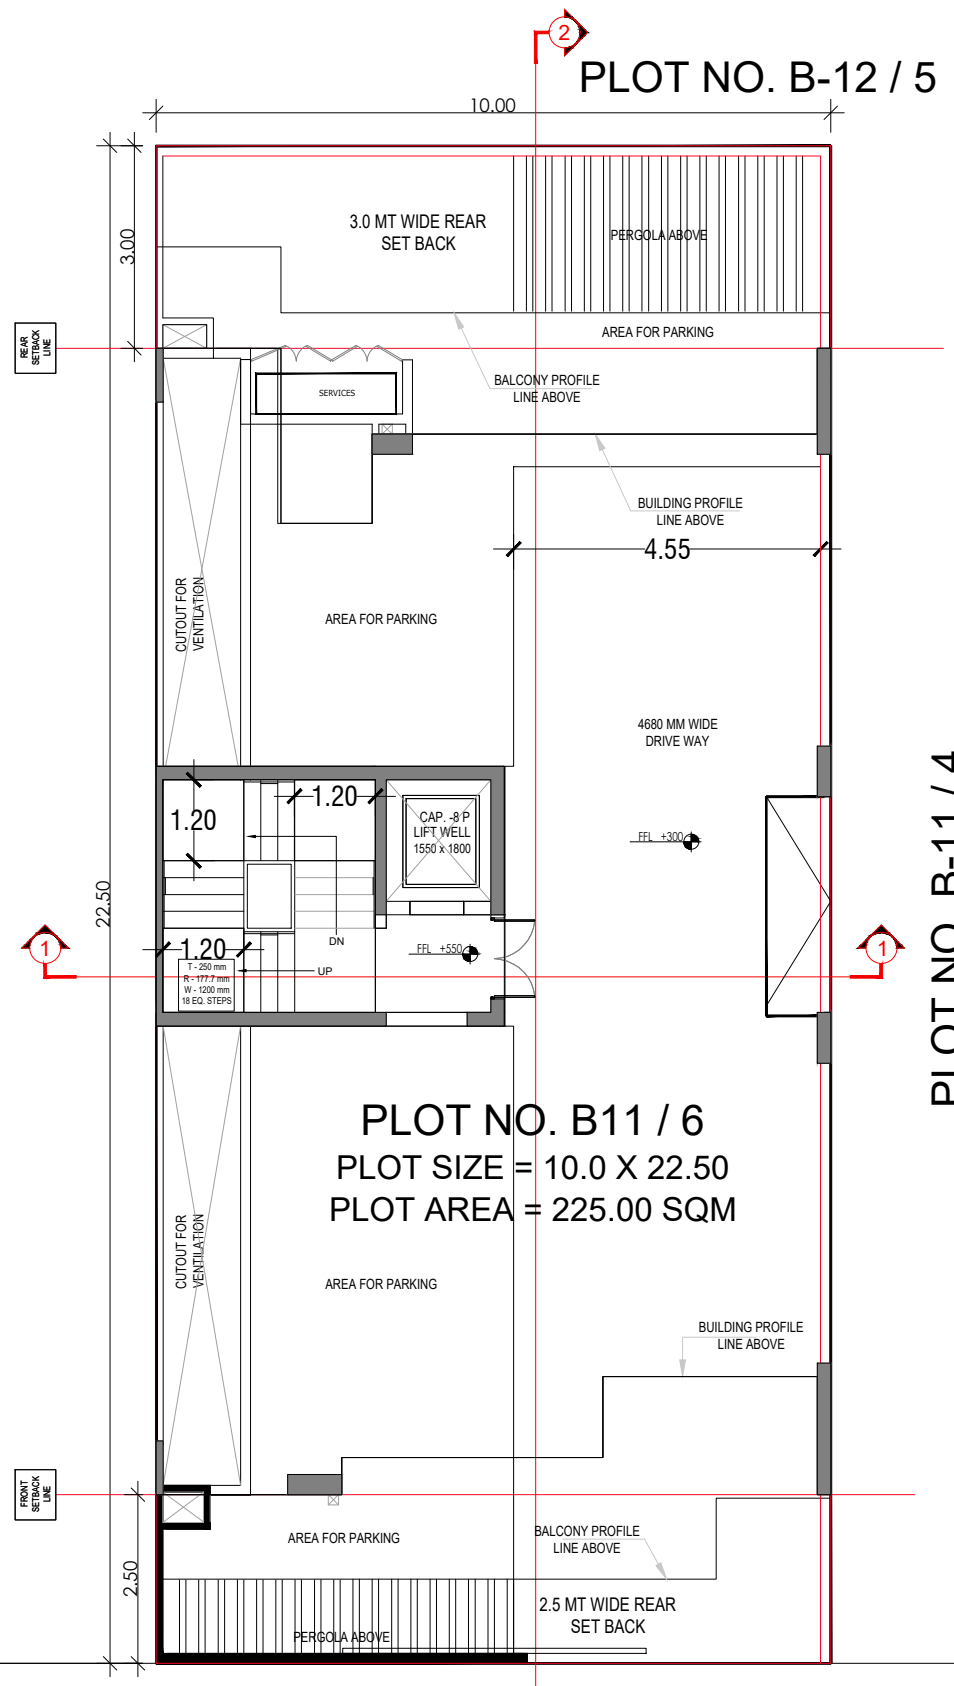 2
PLOT NO. B-12 / 5
10.00
3.0 MT WIDE REAR
SET BACK
PERGOLA ABOVE
3.00
AREA FOR PARKING
REAR
SETBACK
LINE
BALCONY PROFILE
LINE ABOVE
SERVICES
BUILDING PROFILE
LINE ABOVE
4.55
CUTOUT FOR
VENTILATION
AREA FOR PARKING
4680 MM WIDE
DRIVE WAY
PLOT NO. B-11 / 4
1.20
1.20
CAP. -8 P
LIFT WELL
1550 x 1800
FFL +300
22.50
DN
1
1.20
FFL +550
1
UP
T - 250 mm
R - 177.7 mm
W - 1200 mm
18 EQ. STEPS
PLOT NO. B11 / 6
PLOT SIZE = 10.0 X 22.50
PLOT AREA = 225.00 SQM
CUTOUT FOR
VENTILATION
AREA FOR PARKING
BUILDING PROFILE
LINE ABOVE
FRONT
SETBACK
LINE
AREA FOR PARKING
BALCONY PROFILE
LINE ABOVE
2.50
2.5 MT WIDE REAR
SET BACK
PERGOLA ABOVE